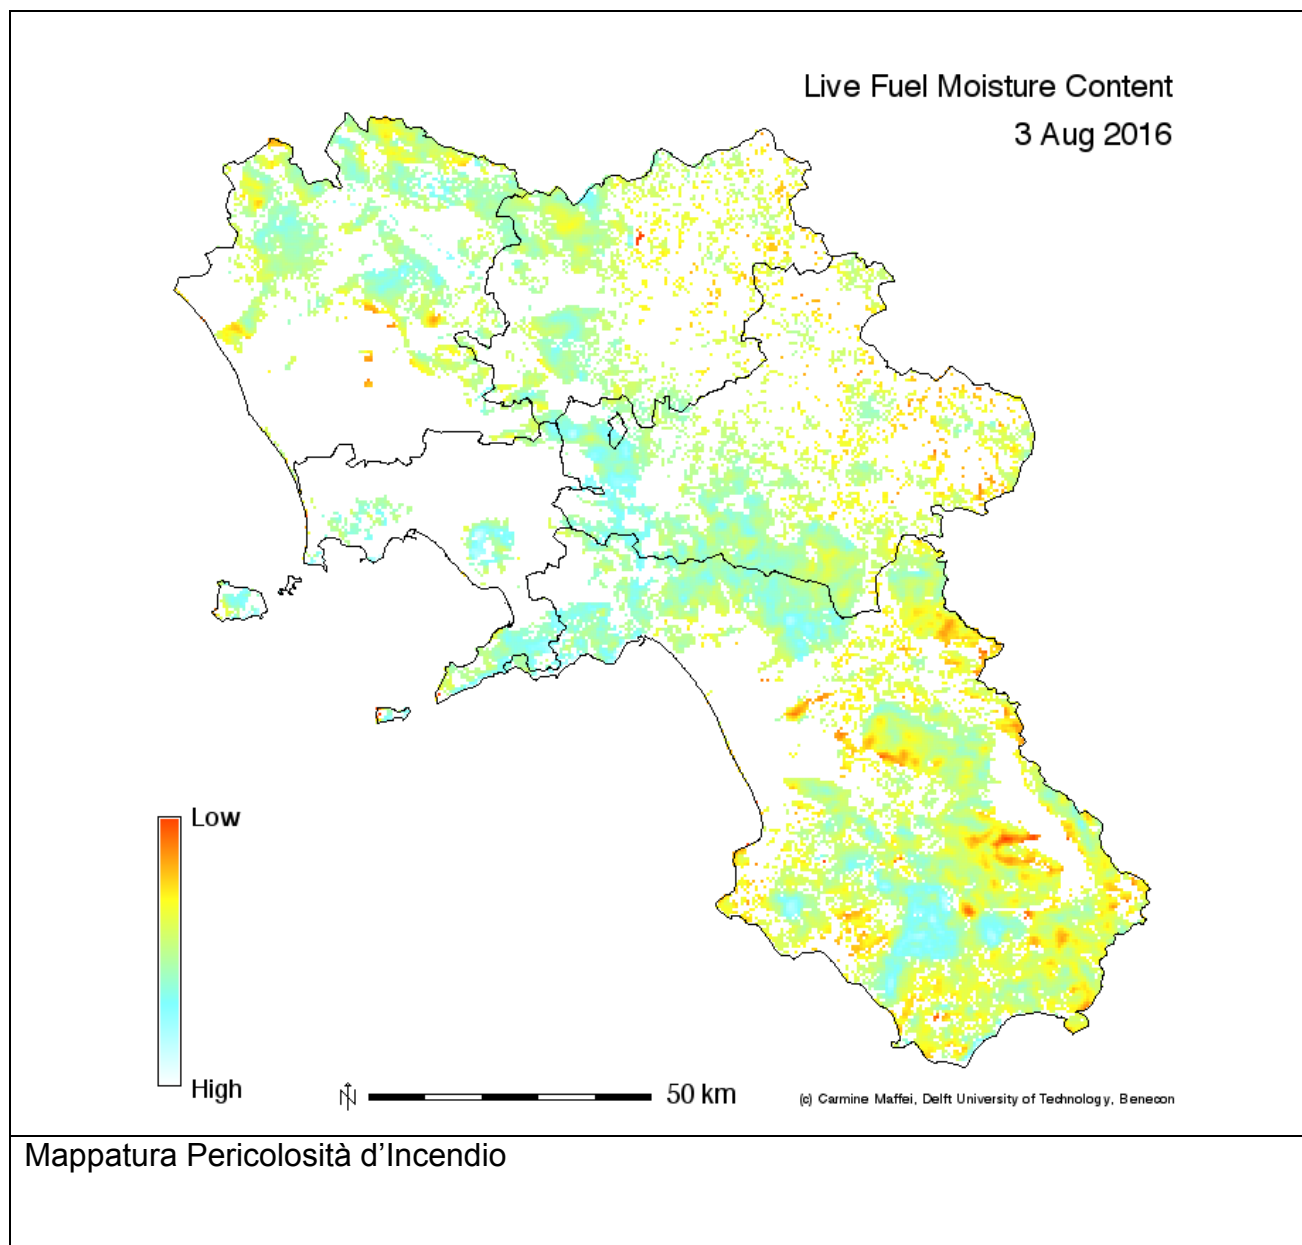 Live Fuel Moisture Content
3 Aug 2016
Low
High
N
50 km
(c) Carmine Maffei, Delft University of Technology, Benecon
Mappatura Pericolosità d’Incendio